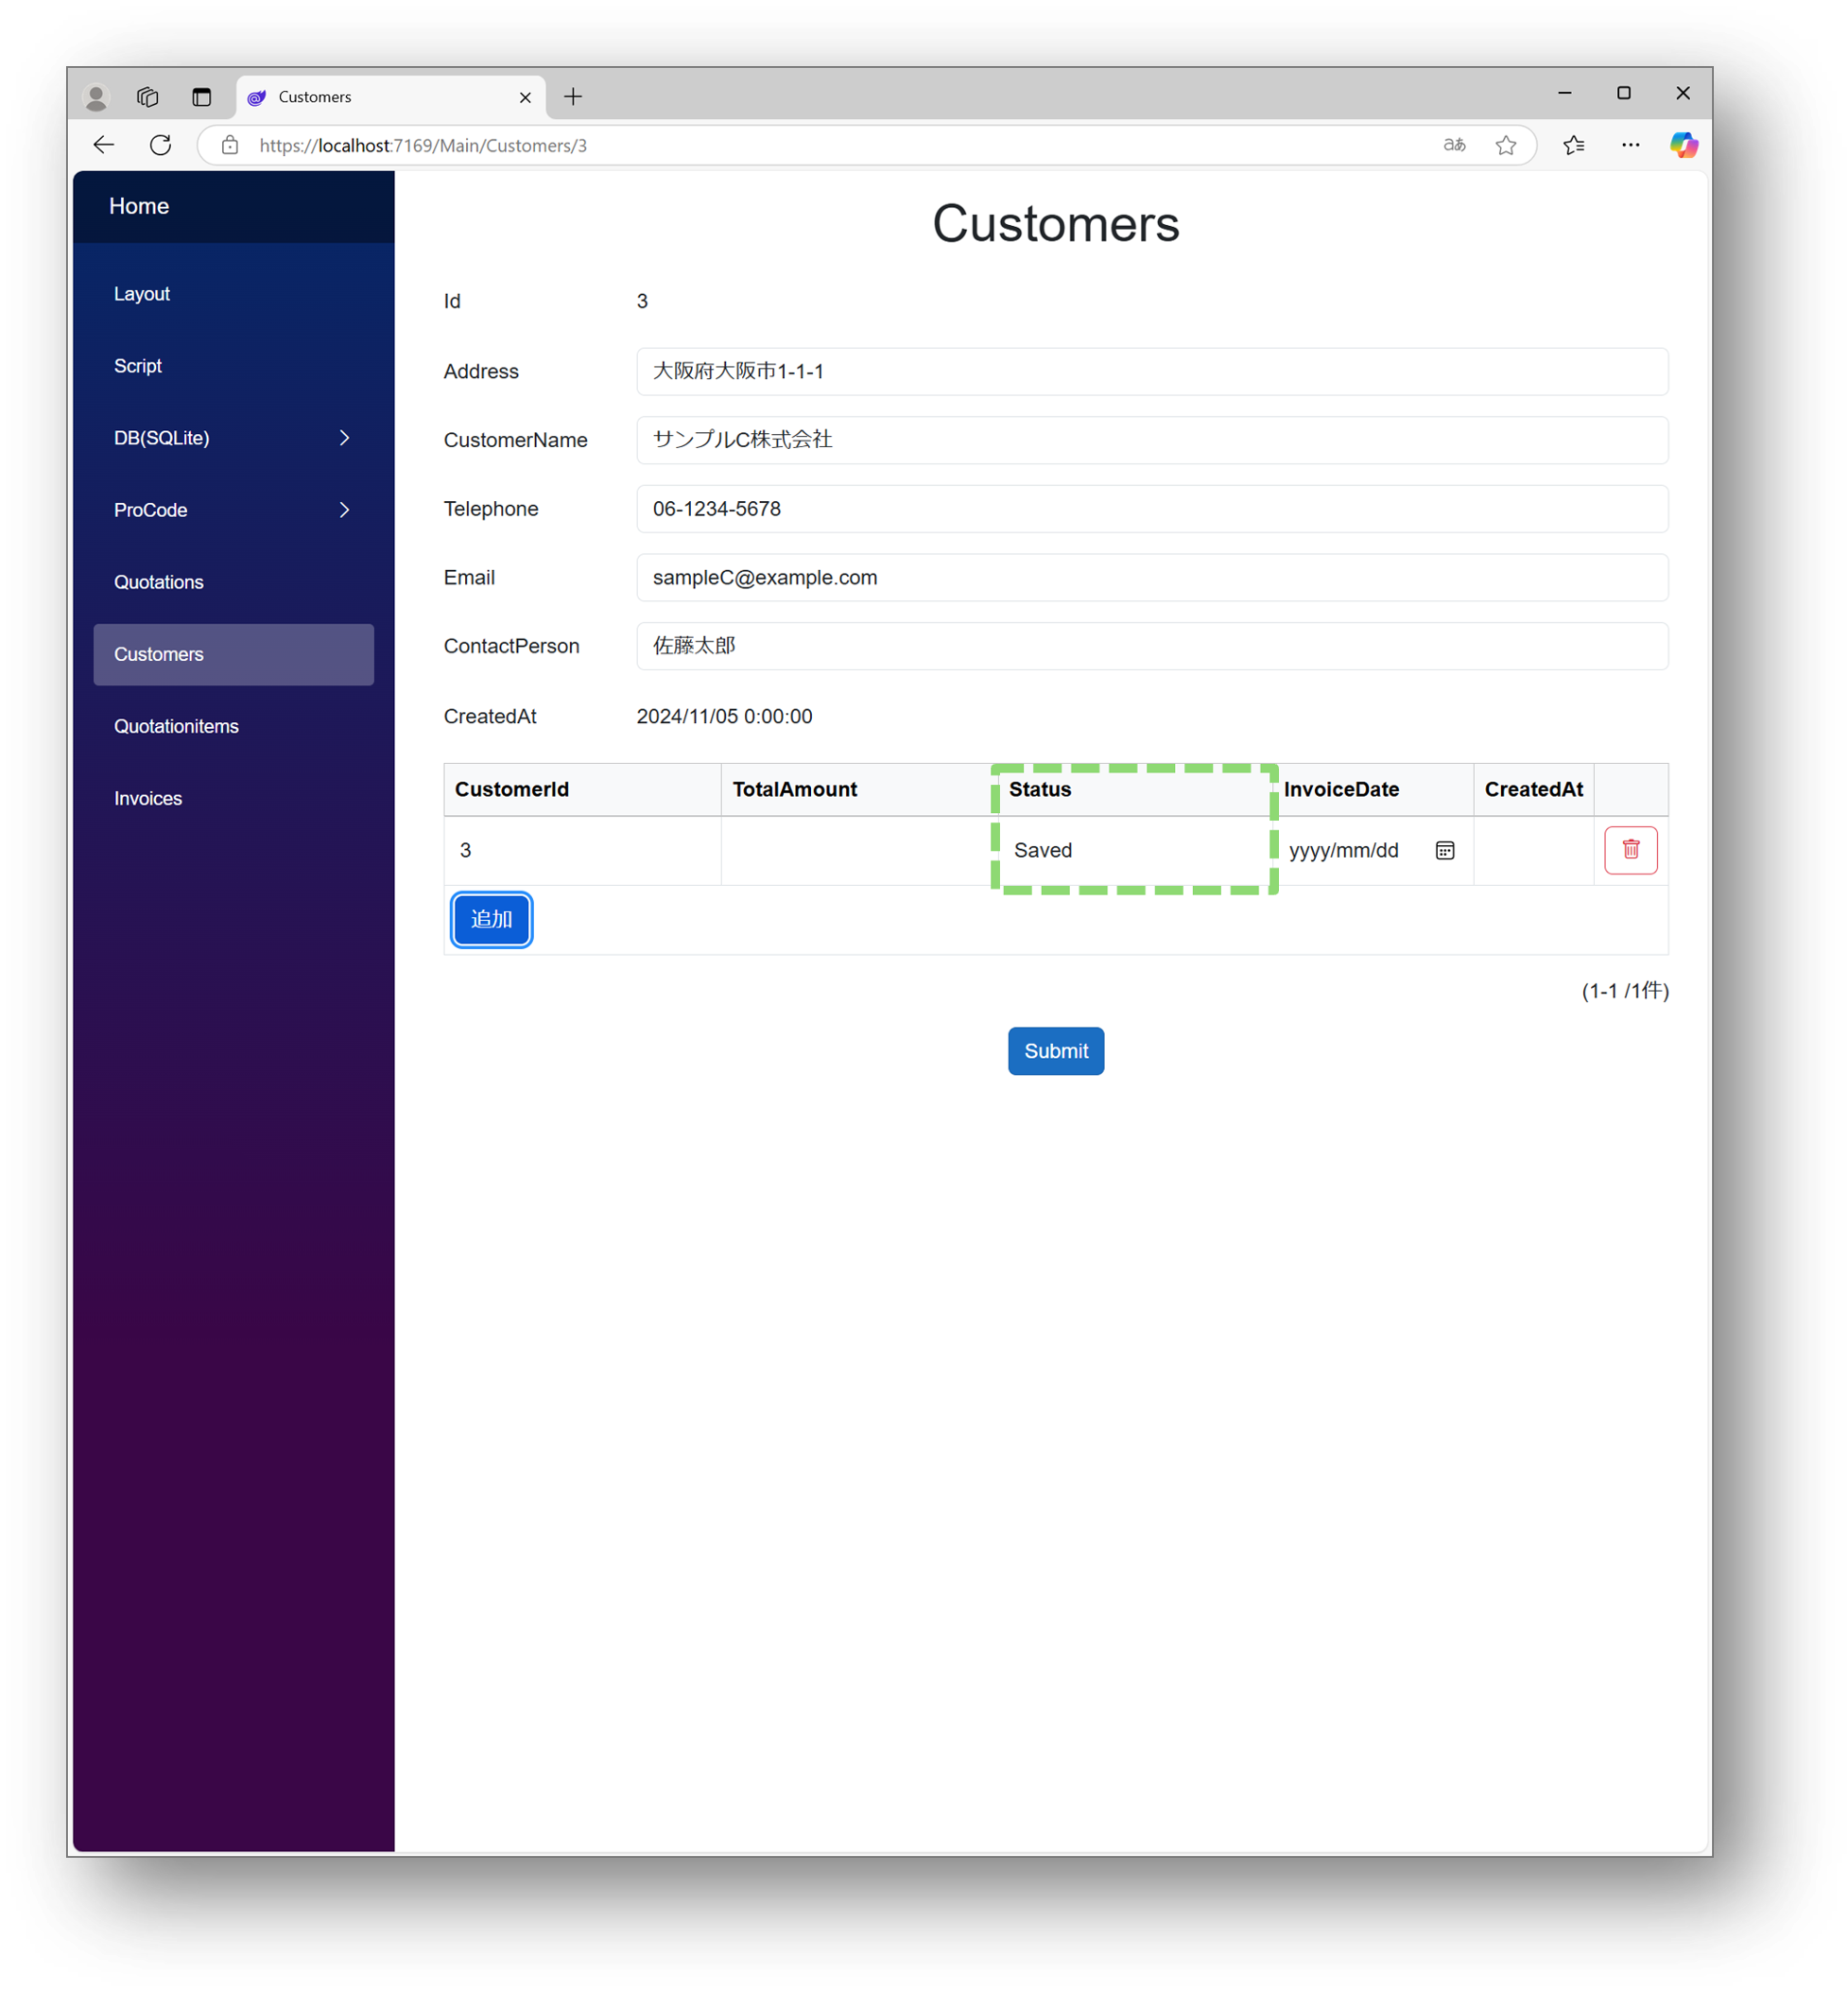 Customers
https://localhost:7169/Main/Customers/3
aあ
Home
Layout
Script
DB(SQLite)
ProCode
Quotations
Customers
Quotationitems
Invoices
Customers
Id 3
Address 大阪府大阪市1-1-1
CustomerName サンプルC株式会社
Telephone 06-1234-5678
Email sampleC@example.com
ContactPerson 佐藤太郎
CreatedAt 2024/11/05 0:00:00
CustomerId TotalAmount Status InvoiceDate CreatedAt
3 Saved yyyy/mm/dd
追加
(1-1 /1件)
Submit